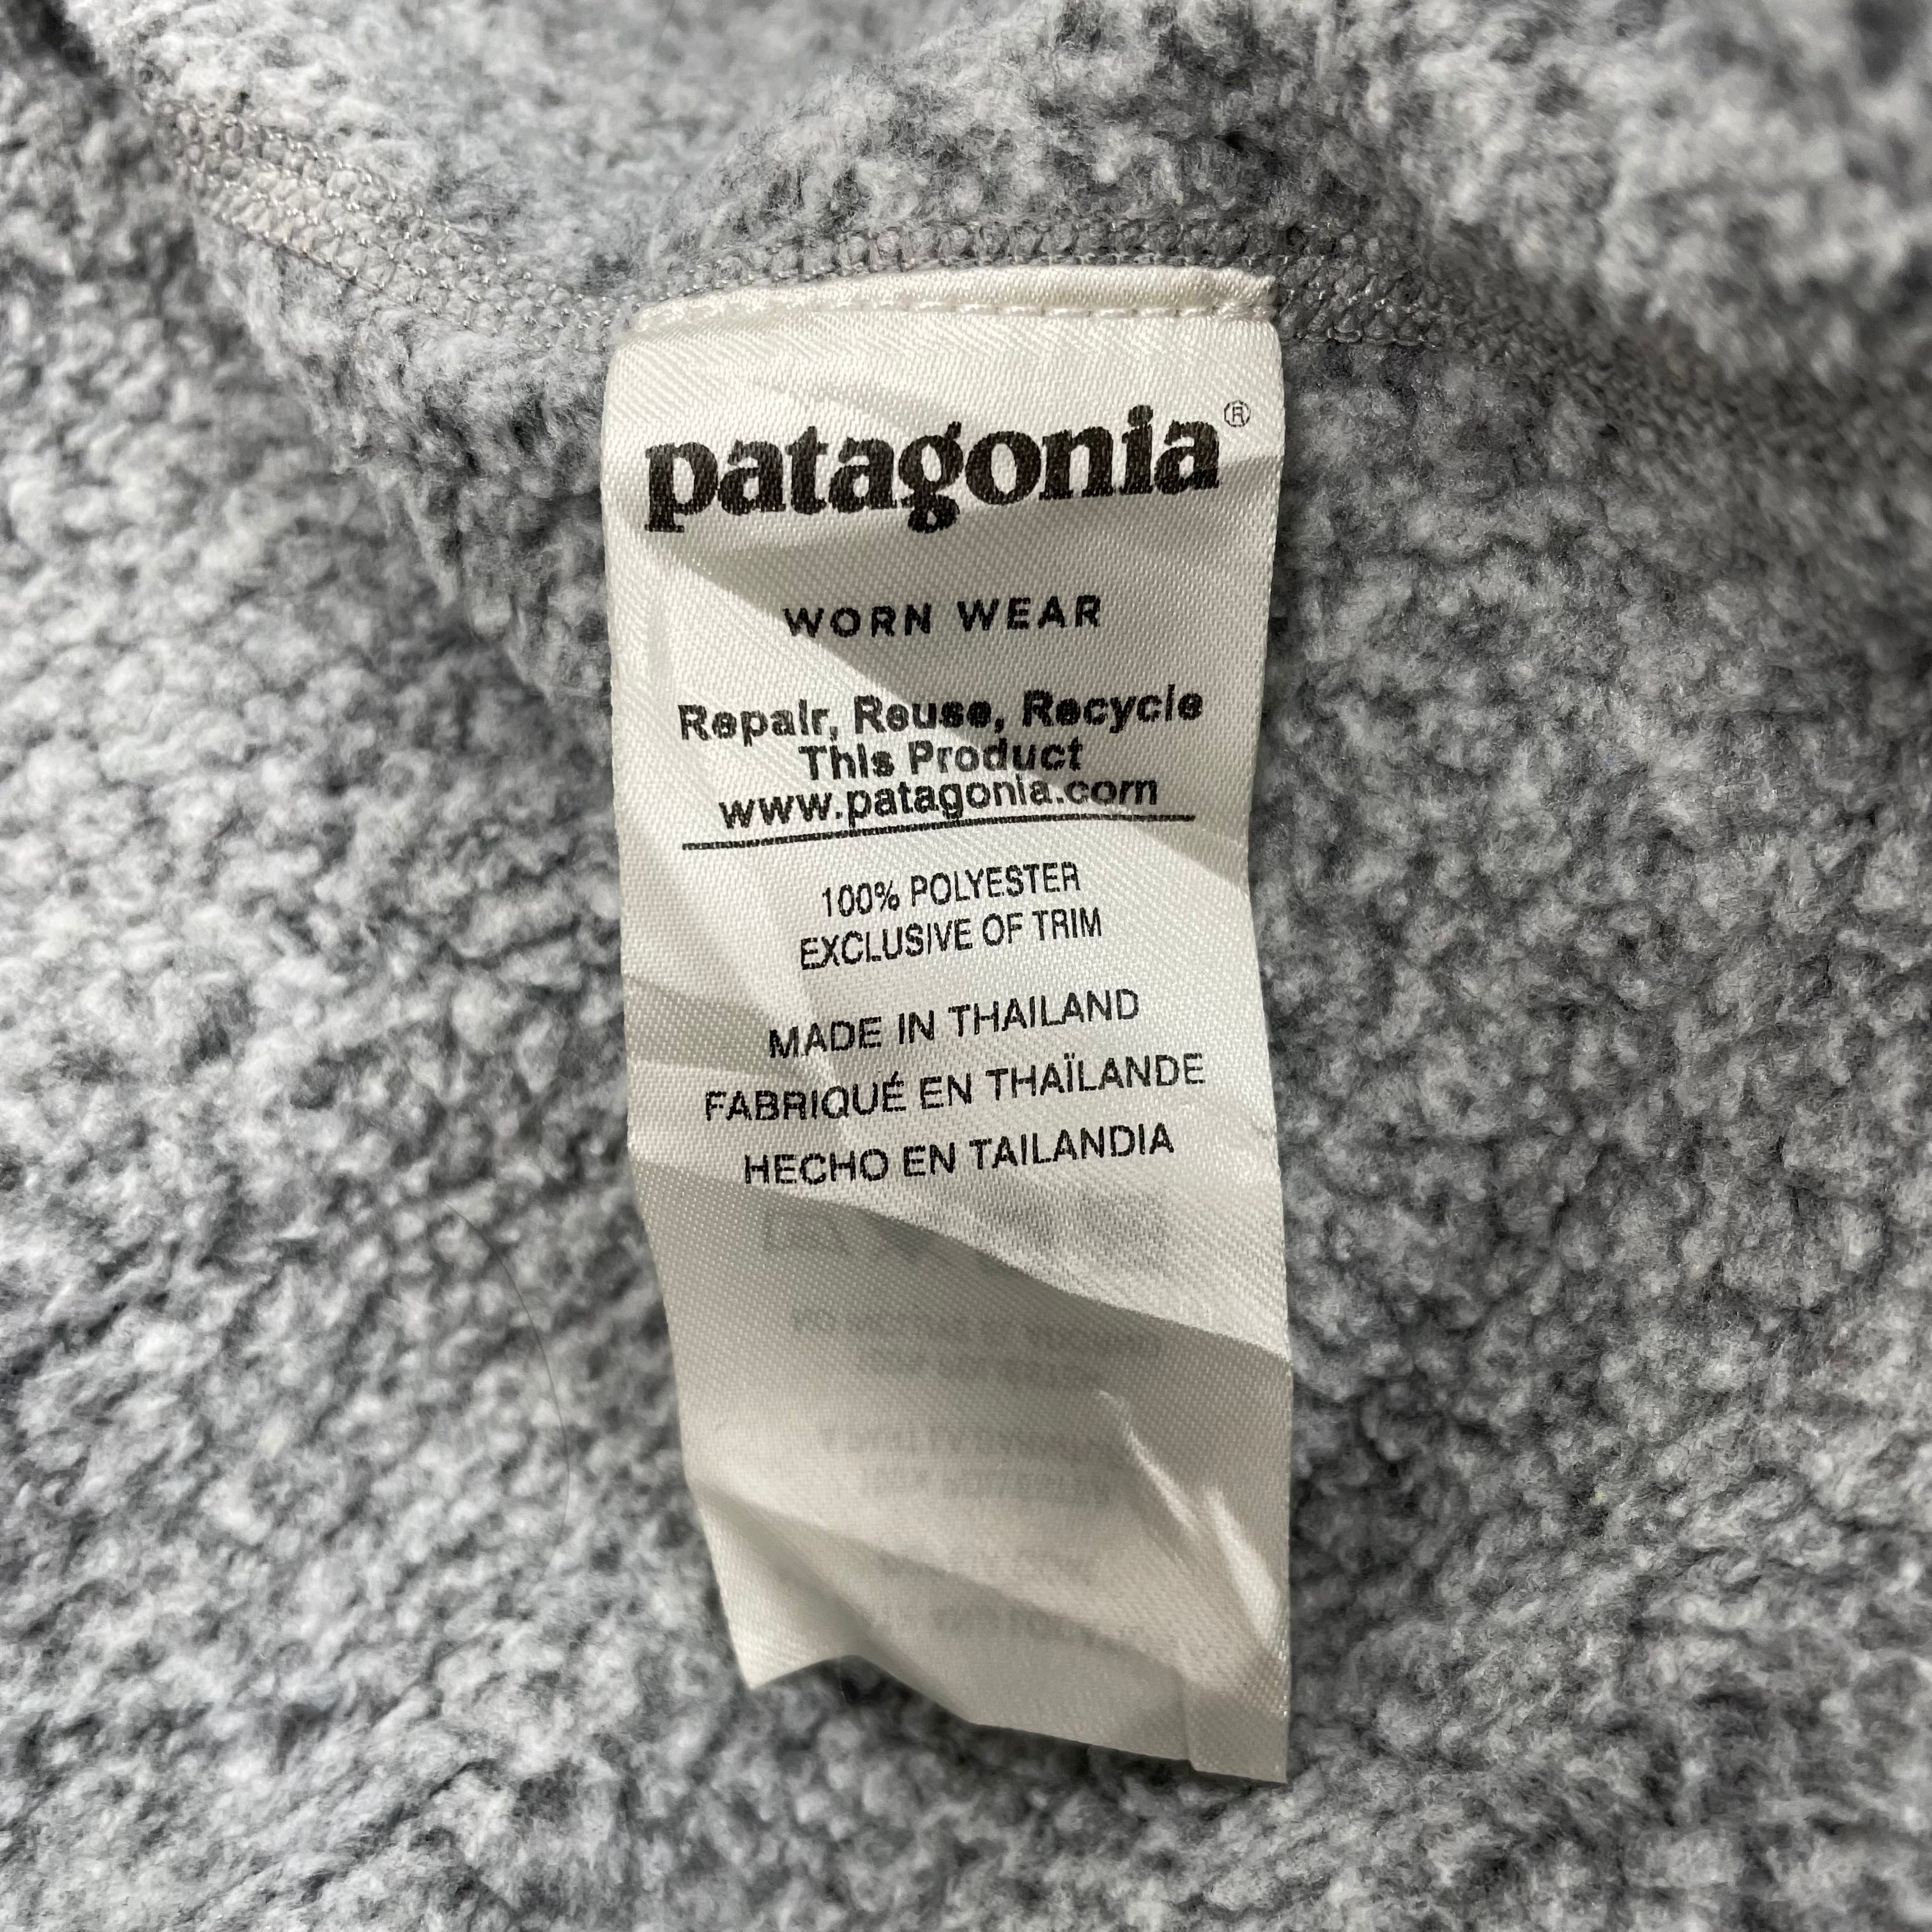 patagonia®
WORN WEAR
Repair, Reuse, Recycle
This Product
www.patagonia.com
100% POLYESTER
EXCLUSIVE OF TRIM
MADE IN THAILAND
FABRIQUÉ EN THAÏLANDE
HECHO EN TAILANDIA